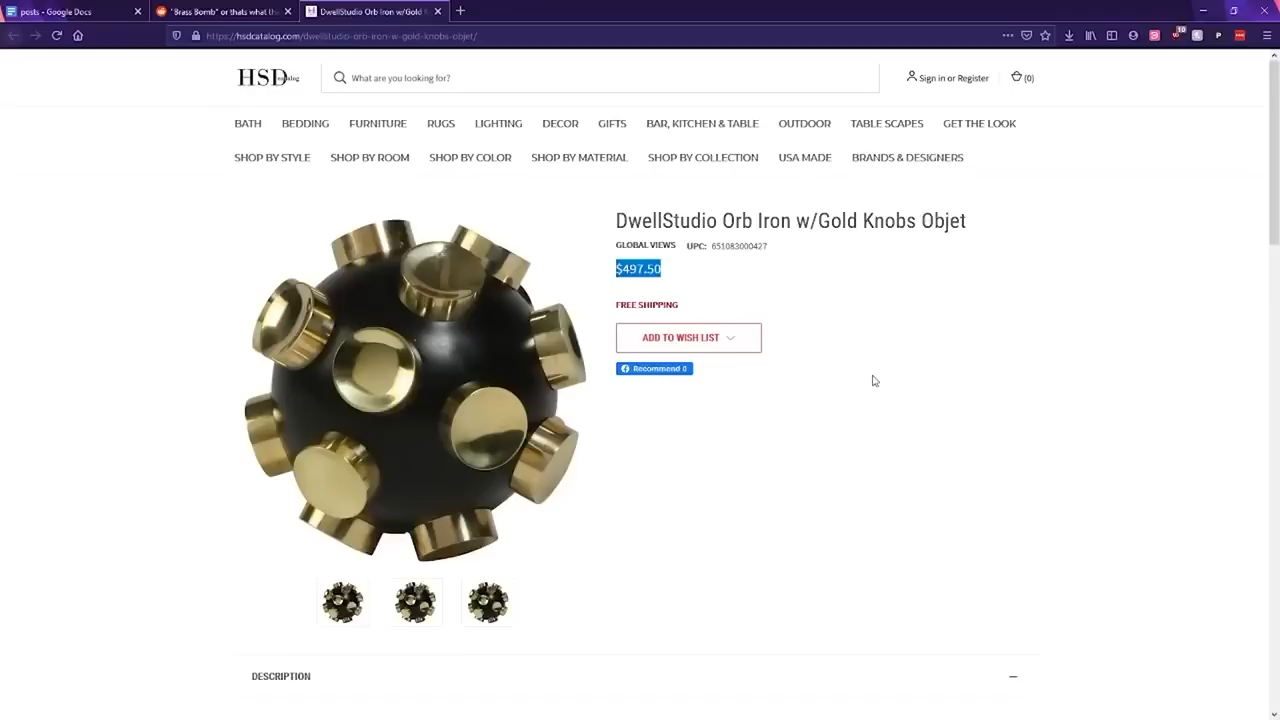 posts - Google Docs
"Brass Bomb" or thats what th
DwellStudio Orb Iron w/Gold K
https://hsdcatalog.com/dwellstudio-orb-iron-w-gold-knobs-objet/
10
HSD catalog
What are you looking for?
Sign in or Register
(0)
BATH BEDDING FURNITURE RUGS LIGHTING DECOR GIFTS BAR, KITCHEN & TABLE OUTDOOR TABLE SCAPES GET THE LOOK
SHOP BY STYLE SHOP BY ROOM SHOP BY COLOR SHOP BY MATERIAL SHOP BY COLLECTION USA MADE BRANDS & DESIGNERS
DwellStudio Orb Iron w/Gold Knobs Objet
GLOBAL VIEWS UPC: 651083000427
$497.50
FREE SHIPPING
ADD TO WISH LIST
Recommend 0
DESCRIPTION